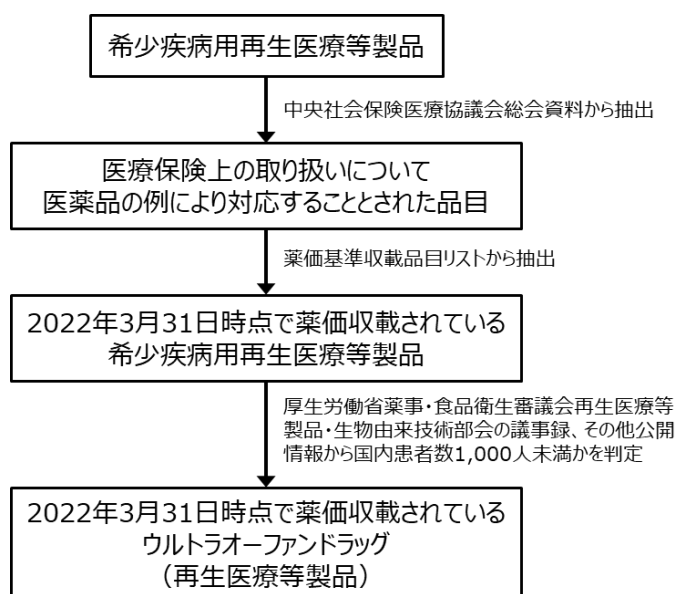 希少疾病用再生医療等製品
中央社会保険医療協議会総会資料から抽出
医療保険上の取り扱いについて
医薬品の例により対応することとされた品目
薬価基準収載品目リストから抽出
2022年3月31日時点で薬価収載されている
希少疾病用再生医療等製品
厚生労働省薬事・食品衛生審議会再生医療等
製品・生物由来技術部会の議事録、その他公開
情報から国内患者数1,000人未満かを判定
2022年3月31日時点で薬価収載されている
ウルトラオーファンドラッグ
（再生医療等製品）